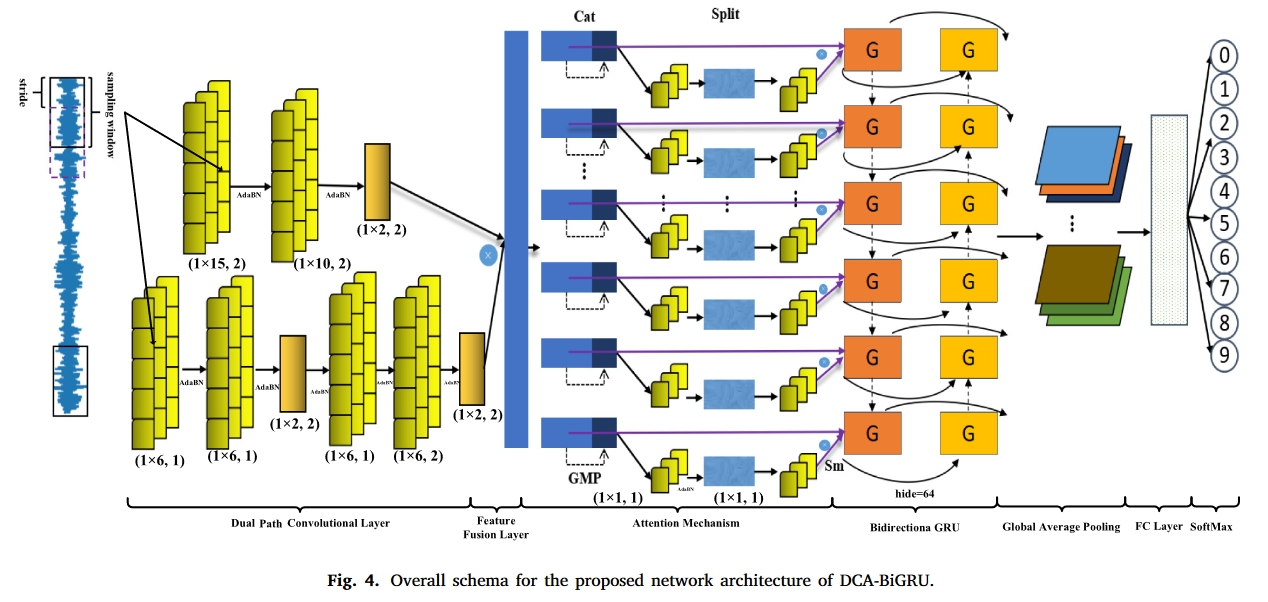 Cat
Split
stride
sampling window
AdaBN
AdaBN
(1×15, 2)
(1×10, 2)
(1×2, 2)
×
AdaBN
AdaBN
AdaBN
AdaBN
AdaBN
(1×6, 1)
(1×6, 1)
(1×2, 2)
(1×6, 1)
(1×6, 2)
(1×2, 2)
G
G
G
G
G
G
G
G
G
G
G
G
GMP
AdaBN
(1×1, 1)
(1×1, 1)
Sm
hide=64
0
1
2
3
4
5
6
7
8
9
Dual Path Convolutional Layer
Feature
Fusion Layer
Attention Mechanism
Bidirectiona GRU
Global Average Pooling
FC Layer
SoftMax
Fig. 4. Overall schema for the proposed network architecture of DCA-BiGRU.